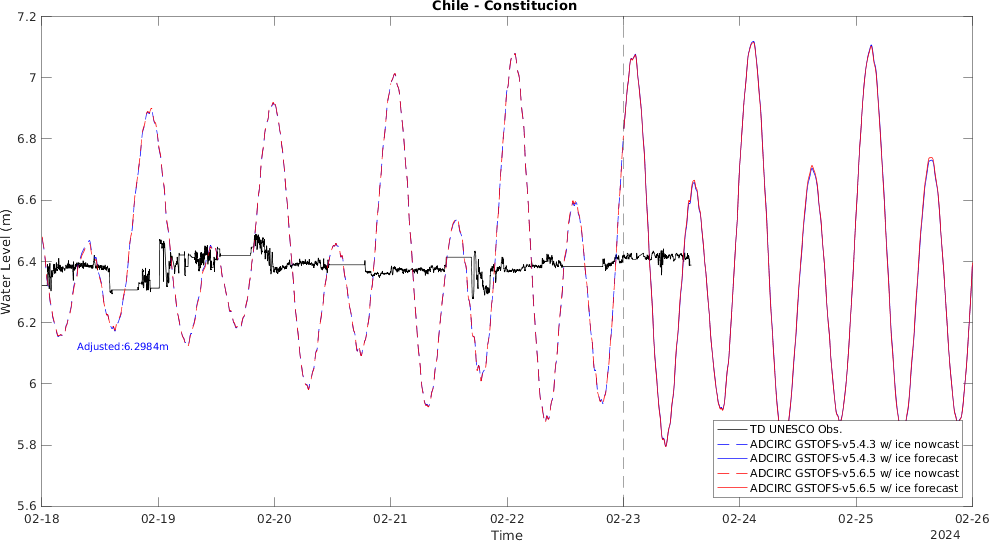 Chile - Constitucion
7.2
7
6.8
6.6
6.4
6.2
6
5.8
5.6
Water Level (m)
Adjusted:6.2984m
TD UNESCO Obs.
ADCIRC GSTOFS-v5.4.3 w/ ice nowcast
ADCIRC GSTOFS-v5.4.3 w/ ice forecast
ADCIRC GSTOFS-v5.6.5 w/ ice nowcast
ADCIRC GSTOFS-v5.6.5 w/ ice forecast
02-18 02-19 02-20 02-21 02-22 02-23 02-24 02-25 02-26
Time
2024